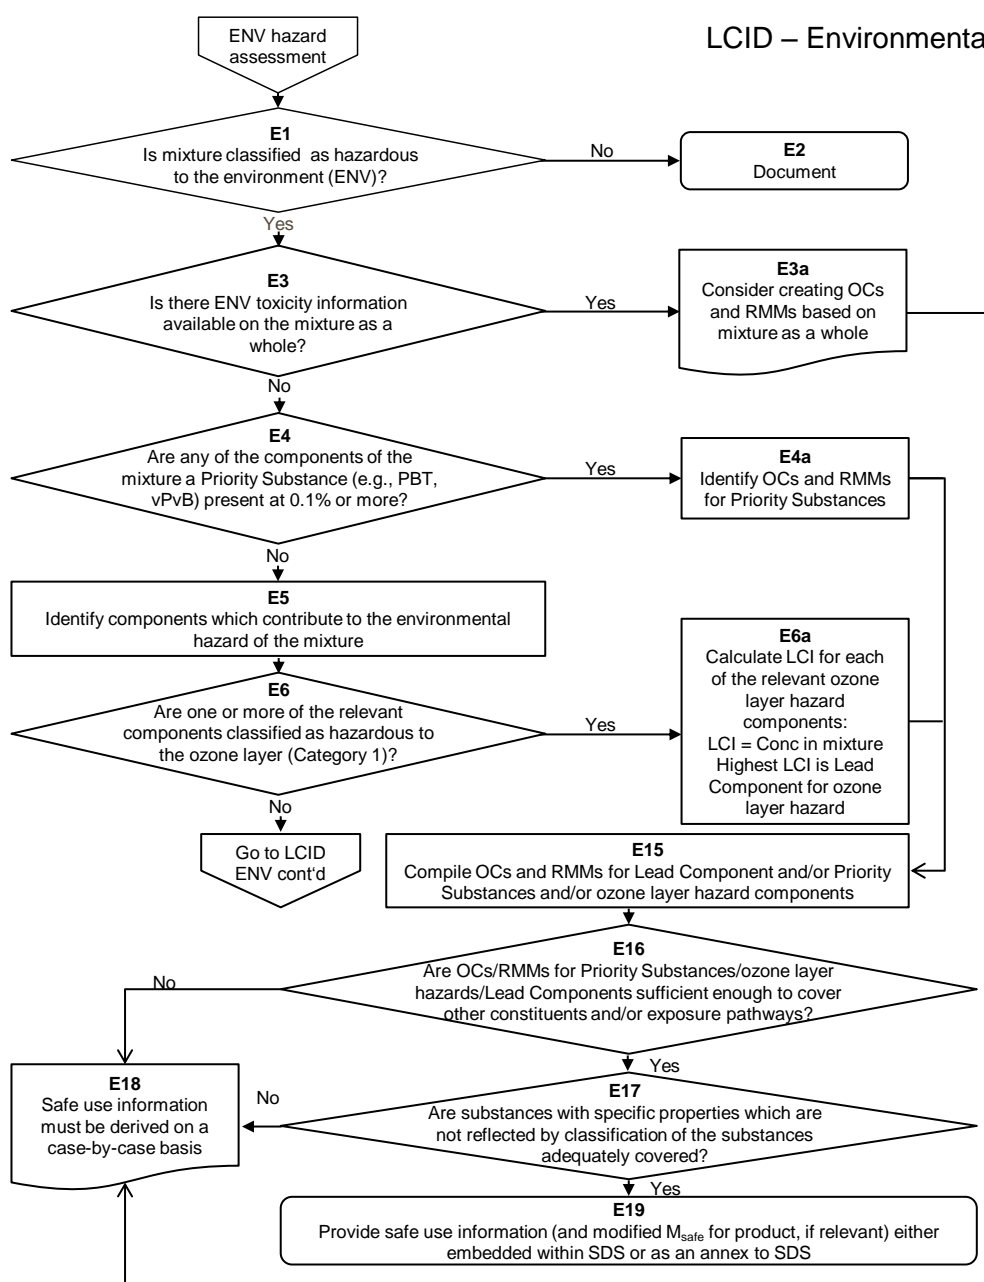 ENV hazard
assessment
LCID – Environmenta
E1
Is mixture classified as hazardous
to the environment (ENV)?
No
E2
Document
Yes
E3
Is there ENV toxicity information
available on the mixture as a
whole?
Yes
E3a
Consider creating OCs
and RMMs based on
mixture as a whole
No
E4
Are any of the components of the
mixture a Priority Substance (e.g., PBT,
vPvB) present at 0.1% or more?
Yes
E4a
Identify OCs and RMMs
for Priority Substances
No
E5
Identify components which contribute to the environmental
hazard of the mixture
E6
Are one or more of the relevant
components classified as hazardous to
the ozone layer (Category 1)?
Yes
E6a
Calculate LCI for each
of the relevant ozone
layer hazard
components:
LCI = Conc in mixture
Highest LCI is Lead
Component for ozone
layer hazard
No
Go to LCID
ENV cont'd
E15
Compile OCs and RMMs for Lead Component and/or Priority
Substances and/or ozone layer hazard components
E16
Are OCs/RMMs for Priority Substances/ozone layer
hazards/Lead Components sufficient enough to cover
other constituents and/or exposure pathways?
No
Yes
E17
Are substances with specific properties which are
not reflected by classification of the substances
adequately covered?
No
E18
Safe use information
must be derived on a
case-by-case basis
Yes
E19
Provide safe use information (and modified Msafe for product, if relevant) either
embedded within SDS or as an annex to SDS